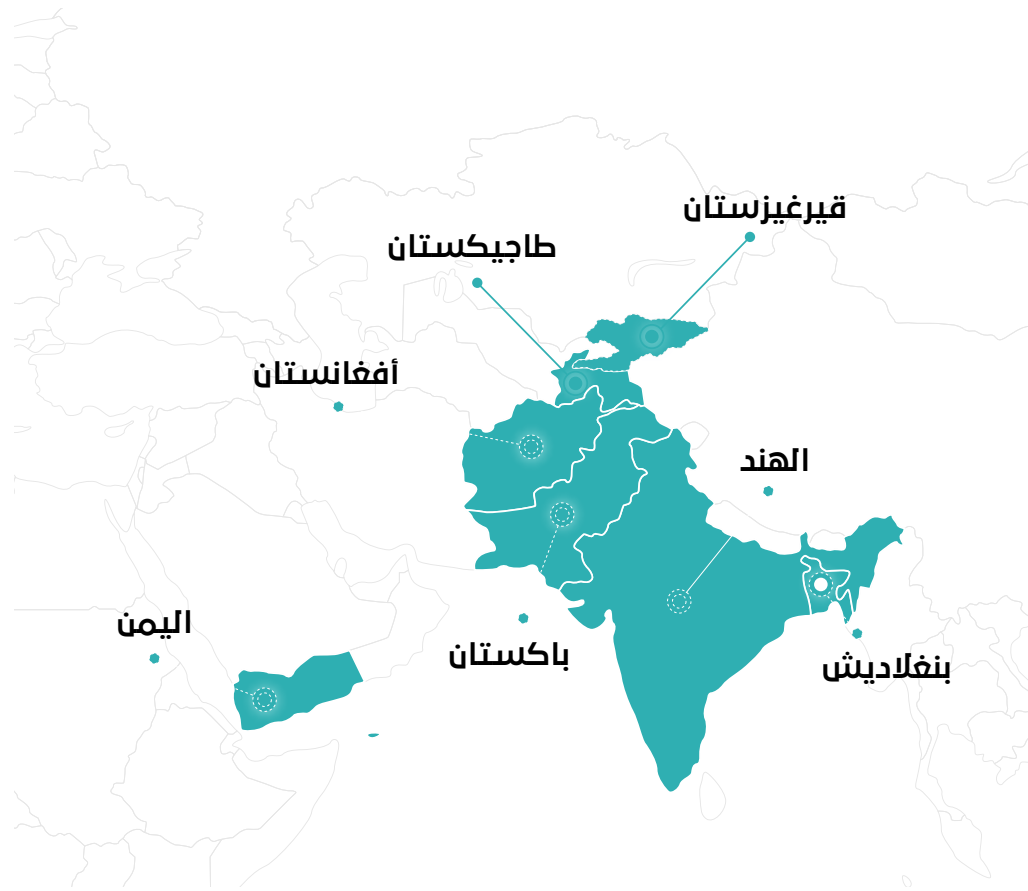 قيرغيزستان
طاجيكستان
أفغانستان
الهند
اليمن
باكستان
بنغلاديش